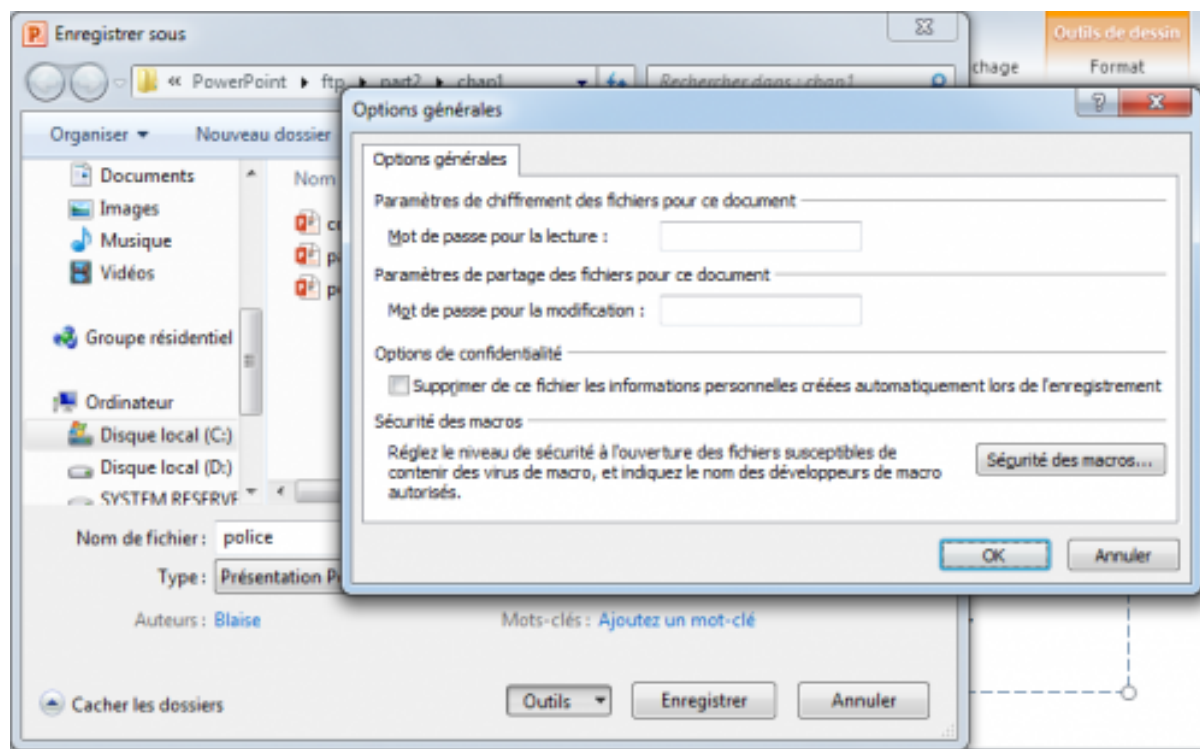 Enregistrer sous
Outils de dessin
« PowerPoint ftp part2 chap1
Rechercher dans : chap1
chage
Format
Organiser
Nouveau dossier
Documents
Images
Musique
Vidéos
Groupe résidentiel
Ordinateur
Disque local (C:)
Disque local (D:)
SYSTEM RESERVE
Nom
Options générales
Options générales
Paramètres de chiffrement des fichiers pour ce document
Mot de passe pour la lecture :
Paramètres de partage des fichiers pour ce document
Mot de passe pour la modification :
Options de confidentialité
Supprimer de ce fichier les informations personnelles créées automatiquement lors de l'enregistrement
Sécurité des macros
Réglez le niveau de sécurité à l'ouverture des fichiers susceptibles de
contenir des virus de macro, et indiquez le nom des développeurs de macro
autorisés.
Sécurité des macros...
OK
Annuler
Nom de fichier : police
Type : Présentation P
Auteurs : Blaise
Mots-clés : Ajoutez un mot-clé
Cacher les dossiers
Outils
Enregistrer
Annuler